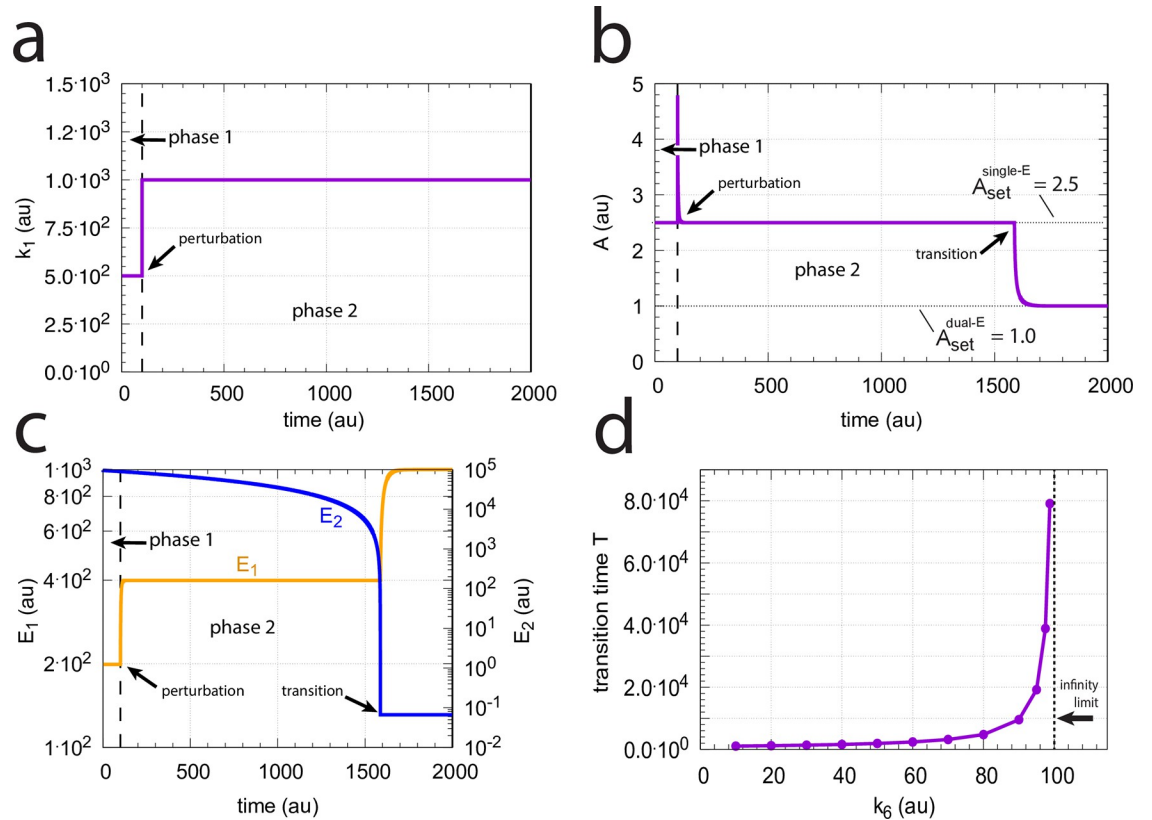 a
k₁ (au)
1.5·10³
1.2·10³
1.0·10³
7.5·10²
5.0·10²
2.5·10²
0.0·10⁰
phase 1
perturbation
phase 2
0 500 1000 1500 2000
time (au)
b
A (au)
5
4
3
2
1
0
phase 1
perturbation
A_set^single-E = 2.5
transition
phase 2
A_set^dual-E = 1.0
0 500 1000 1500 2000
time (au)
c
E₁ (au)
1·10³
8·10²
6·10²
4·10²
2·10²
1·10²
E₂
phase 1
E₁
phase 2
perturbation
transition
10⁵
10⁴
10³
10²
10¹
10⁰
10⁻¹
10⁻²
E₂ (au)
0 500 1000 1500 2000
time (au)
d
transition time T
8.0·10⁴
6.0·10⁴
4.0·10⁴
2.0·10⁴
0.0·10⁰
infinity
limit
0 20 40 60 80 100
k₆ (au)